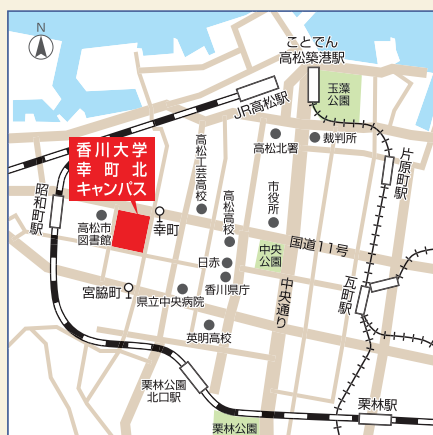 N
ことでん
高松築港駅
玉藻
公園
JR高松駅
香川大学
幸町北
キャンパス
高松工芸高校
高松北署
裁判所
片原町駅
昭和町駅
高松市
図書館
幸町
高松高校
市役所
国道11号
中央
公園
日赤
香川県庁
宮脇町
県立中央病院
中央通り
瓦町駅
英明高校
栗林公園
北口駅
栗林駅
栗林公園